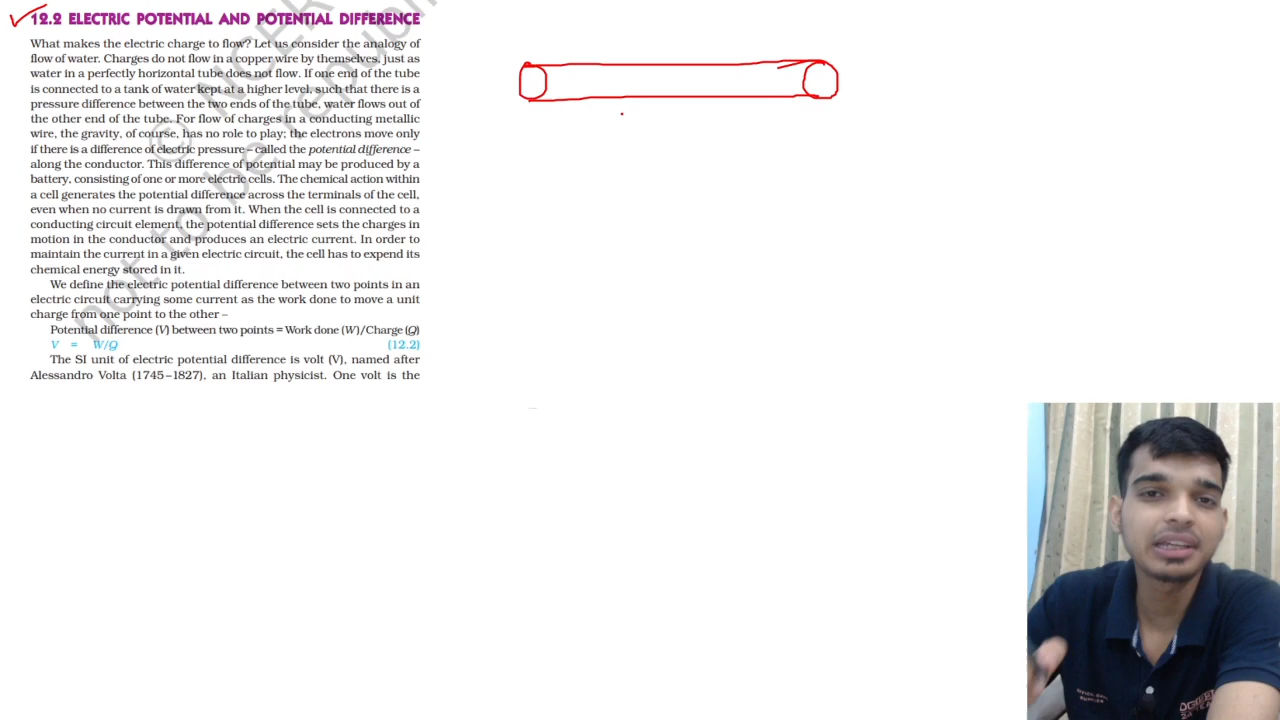 12.2 ELECTRIC POTENTIAL AND POTENTIAL DIFFERENCE
What makes the electric charge to flow? Let us consider the analogy of
flow of water. Charges do not flow in a copper wire by themselves, just as
water in a perfectly horizontal tube does not flow. If one end of the tube
is connected to a tank of water kept at a higher level, such that there is a
pressure difference between the two ends of the tube, water flows out of
the other end of the tube. For flow of charges in a conducting metallic
wire, the gravity, of course, has no role to play; the electrons move only
if there is a difference of electric pressure – called the potential difference –
along the conductor. This difference of potential may be produced by a
battery, consisting of one or more electric cells. The chemical action within
a cell generates the potential difference across the terminals of the cell,
even when no current is drawn from it. When the cell is connected to a
conducting circuit element, the potential difference sets the charges in
motion in the conductor and produces an electric current. In order to
maintain the current in a given electric circuit, the cell has to expend its
chemical energy stored in it.
We define the electric potential difference between two points in an
electric circuit carrying some current as the work done to move a unit
charge from one point to the other –
Potential difference (V) between two points = Work done (W)/Charge (Q)
V = W/Q (12.2)
The SI unit of electric potential difference is volt (V), named after
Alessandro Volta (1745–1827), an Italian physicist. One volt is the
© NCER
not to be republ